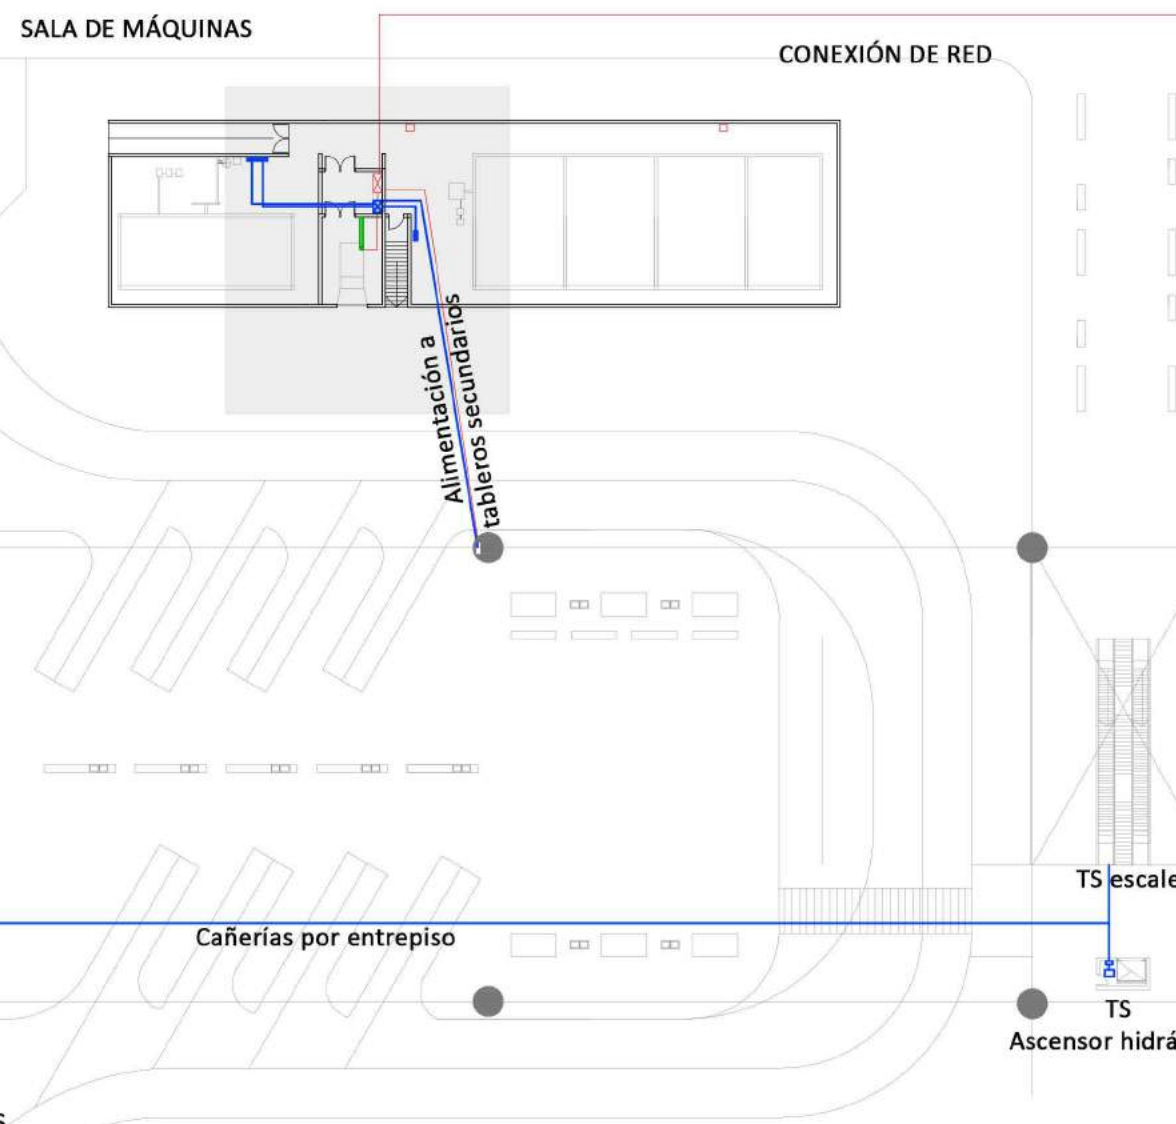 SALA DE MÁQUINAS
CONEXIÓN DE RED
Alimentación a
tableros secundarios
TS escale
Cañerías por entrepiso
TS
Ascensor hidrá
s